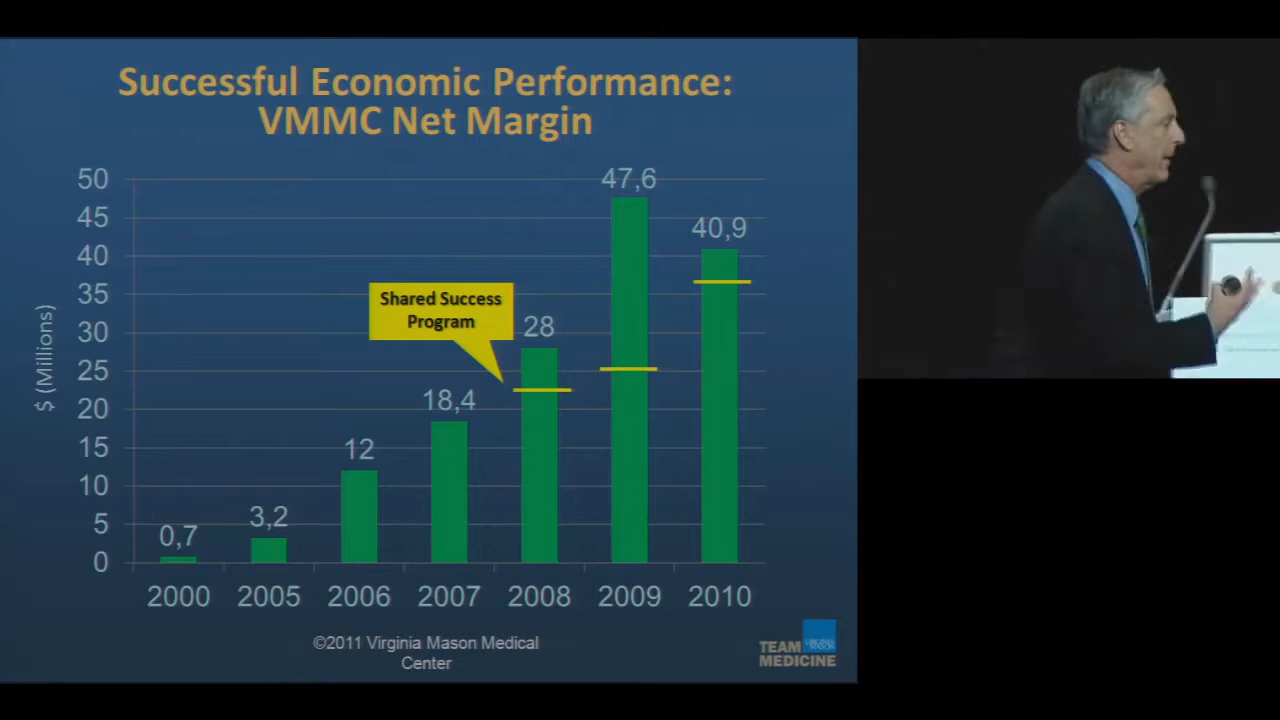 Successful Economic Performance:
VMMC Net Margin
$ (Millions)
50
45
40
35
30
25
20
15
10
5
0
0,7
3,2
12
18,4
28
47,6
40,9
Shared Success
Program
2000 2005 2006 2007 2008 2009 2010
©2011 Virginia Mason Medical
Center
VIRGINIA
MASON
TEAM
MEDICINE